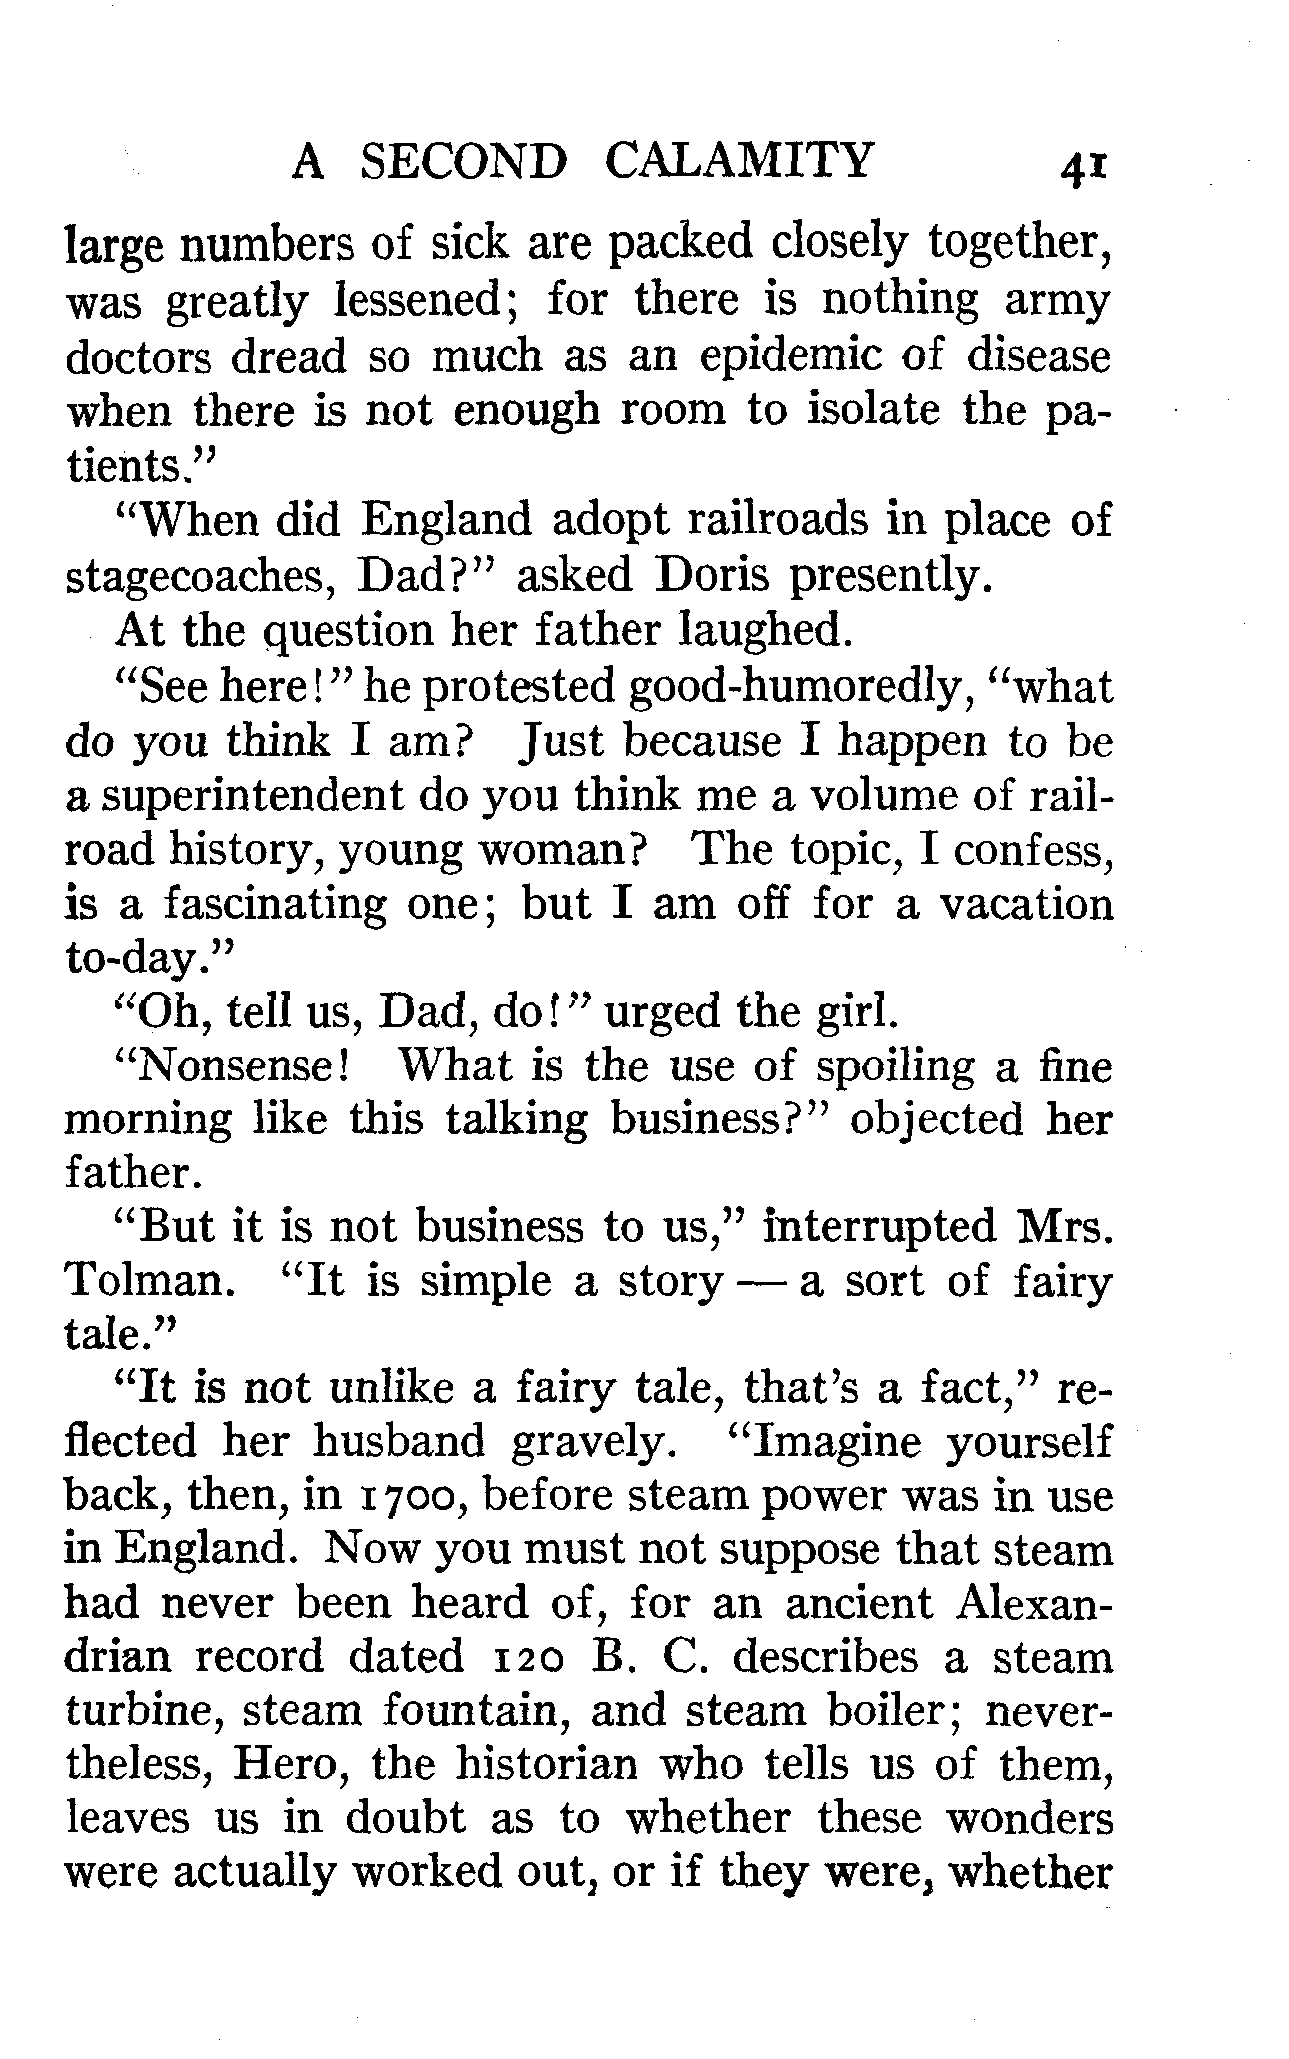 A SECOND CALAMITY 41
large numbers of sick are packed closely together,
was greatly lessened; for there is nothing army
doctors dread so much as an epidemic of disease
when there is not enough room to isolate the pa-
tients."
"When did England adopt railroads in place of
stagecoaches, Dad?" asked Doris presently.
At the question her father laughed.
"See here!" he protested good-humoredly, "what
do you think I am? Just because I happen to be
a superintendent do you think me a volume of rail-
road history, young woman? The topic, I confess,
is a fascinating one; but I am off for a vacation
to-day."
"Oh, tell us, Dad, do!" urged the girl.
"Nonsense! What is the use of spoiling a fine
morning like this talking business?" objected her
father.
"But it is not business to us," interrupted Mrs.
Tolman. "It is simple a story — a sort of fairy
tale."
"It is not unlike a fairy tale, that's a fact," re-
flected her husband gravely. "Imagine yourself
back, then, in 1700, before steam power was in use
in England. Now you must not suppose that steam
had never been heard of, for an ancient Alexan-
drian record dated 120 B. C. describes a steam
turbine, steam fountain, and steam boiler; never-
theless, Hero, the historian who tells us of them,
leaves us in doubt as to whether these wonders
were actually worked out, or if they were, whether